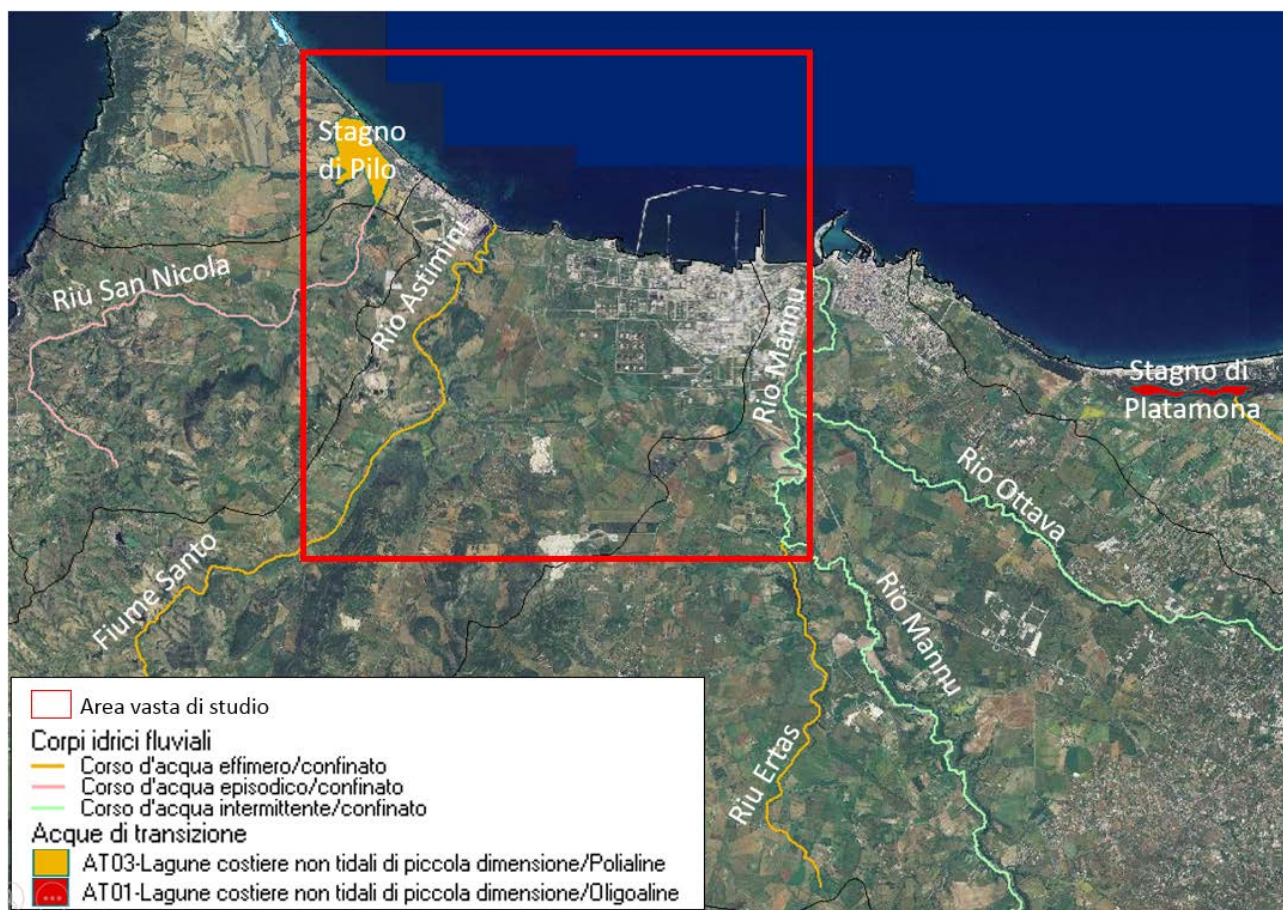 Stagno
di Pilo
Riù San Nicola
Rio Astimini
Rio Mannu
Stagno di
Platamona
Rio Ottava
Fiume Santo
Rio Mannu
Riu Ertas
Area vasta di studio
Corpi idrici fluviali
Corso d'acqua effimero/confinato
Corso d'acqua episodico/confinato
Corso d'acqua intermittente/confinato
Acque di transizione
AT03-Lagune costiere non tidali di piccola dimensione/Polialine
AT01-Lagune costiere non tidali di piccola dimensione/Oligoaline